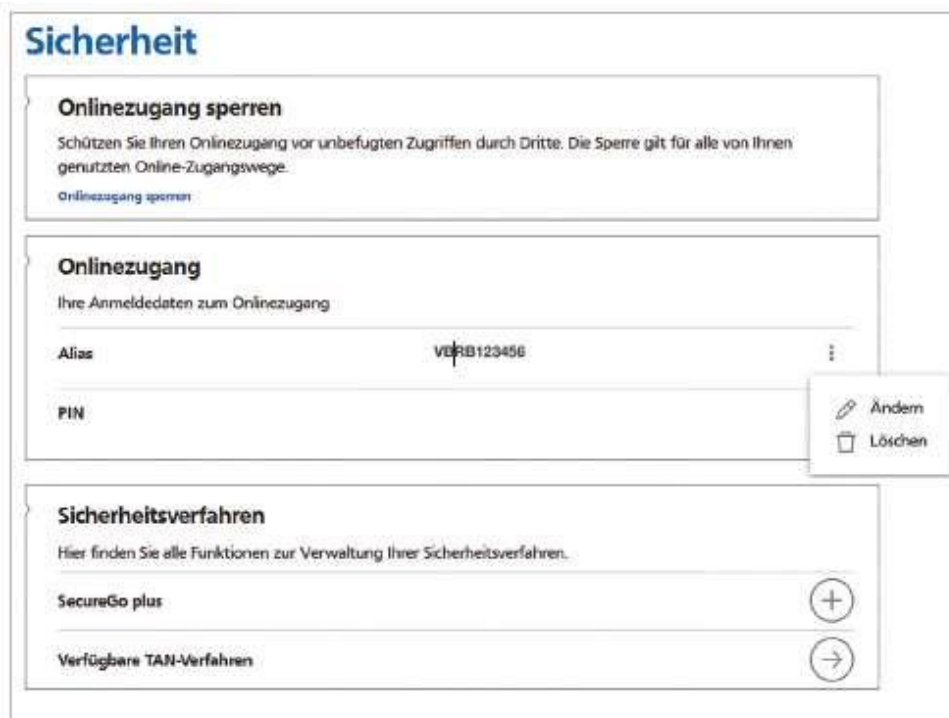 Sicherheit
Onlinezugang sperren
Schützen Sie Ihren Onlinezugang vor unbefugten Zugriffen durch Dritte. Die Sperre gilt für alle von Ihnen
genutzten Online-Zugangswege.
Onlinezugang sperren
Onlinezugang
Ihre Anmeldedaten zum Onlinezugang
Alias VBRB123456
PIN
Ändern
Löschen
Sicherheitsverfahren
Hier finden Sie alle Funktionen zur Verwaltung Ihrer Sicherheitsverfahren.
SecureGo plus
Verfügbare TAN-Verfahren